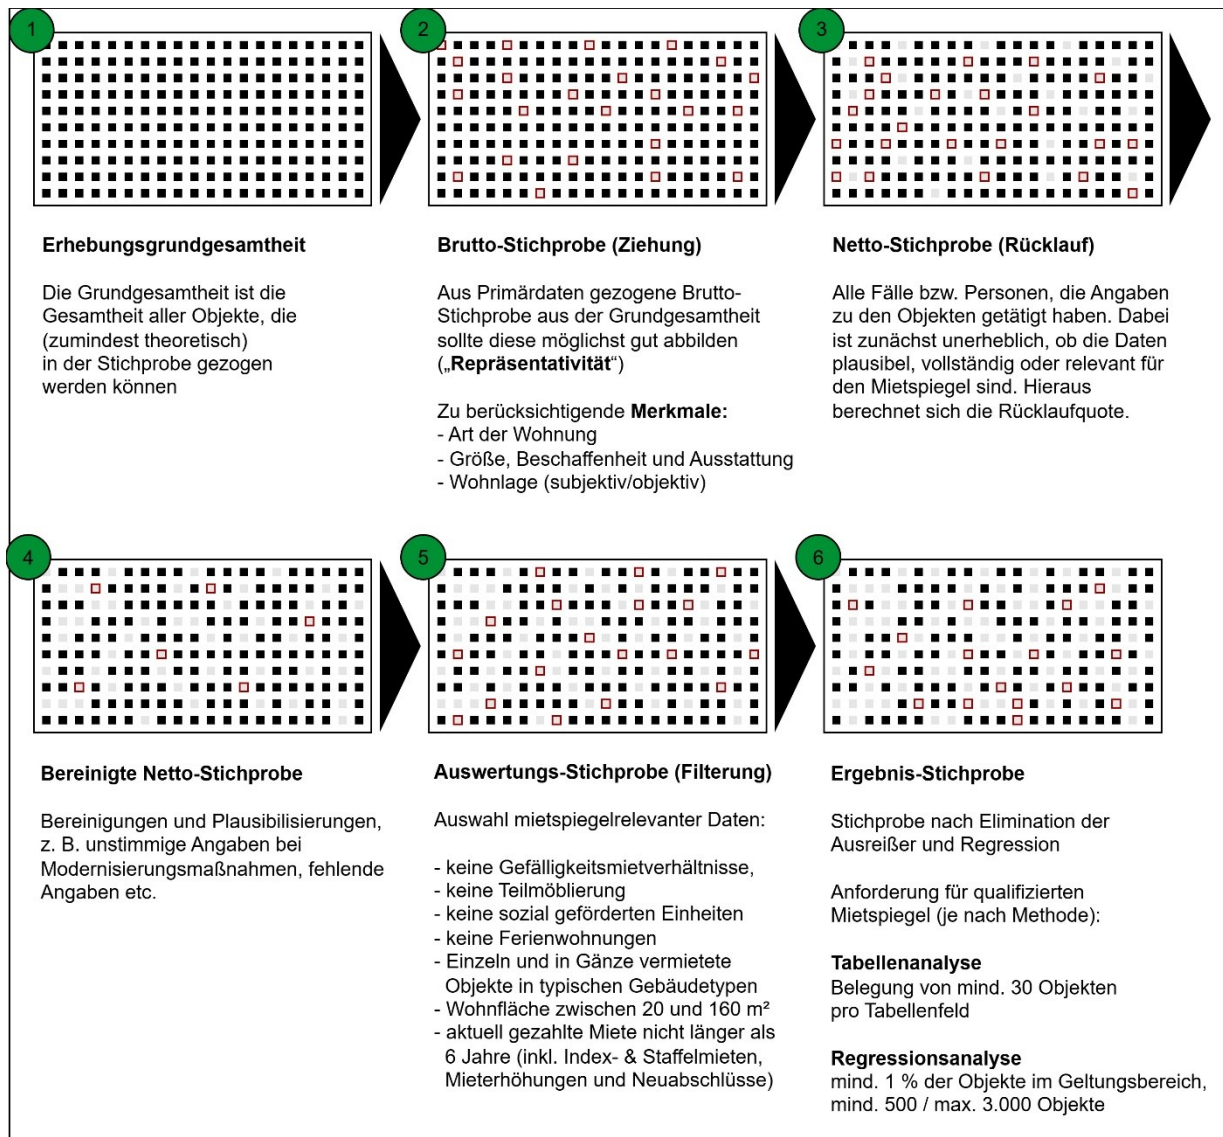 1
Erhebungsgrundgesamtheit
Die Grundgesamtheit ist die
Gesamtheit aller Objekte, die
(zumindest theoretisch)
in der Stichprobe gezogen
werden können
2
Brutto-Stichprobe (Ziehung)
Aus Primärdaten gezogene Brutto-
Stichprobe aus der Grundgesamtheit
sollte diese möglichst gut abbilden
(„Repräsentativität“)
Zu berücksichtigende Merkmale:
- Art der Wohnung
- Größe, Beschaffenheit und Ausstattung
- Wohnlage (subjektiv/objektiv)
3
Netto-Stichprobe (Rücklauf)
Alle Fälle bzw. Personen, die Angaben
zu den Objekten getätigt haben. Dabei
ist zunächst unerheblich, ob die Daten
plausibel, vollständig oder relevant für
den Mietspiegel sind. Hieraus
berechnet sich die Rücklaufquote.
4
Bereinigte Netto-Stichprobe
Bereinigungen und Plausibilisierungen,
z. B. unstimmige Angaben bei
Modernisierungsmaßnahmen, fehlende
Angaben etc.
5
Auswertungs-Stichprobe (Filterung)
Auswahl mietspiegelrelevanter Daten:
- keine Gefälligkeitsmietverhältnisse,
- keine Teilmöblierung
- keine sozial geförderten Einheiten
- keine Ferienwohnungen
- Einzeln und in Gänze vermietete
Objekte in typischen Gebäudetypen
- Wohnfläche zwischen 20 und 160 m²
- aktuell gezahlte Miete nicht länger als
6 Jahre (inkl. Index- & Staffelmieten,
Mieterhöhungen und Neuabschlüsse)
6
Ergebnis-Stichprobe
Stichprobe nach Elimination der
Ausreißer und Regression
Anforderung für qualifizierten
Mietspiegel (je nach Methode):
Tabellenanalyse
Belegung von mind. 30 Objekten
pro Tabellenfeld
Regressionsanalyse
mind. 1 % der Objekte im Geltungsbereich,
mind. 500 / max. 3.000 Objekte